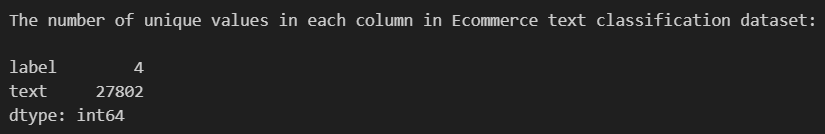 The number of unique values in each column in Ecommerce text classification dataset:
label        4
text     27802
dtype: int64